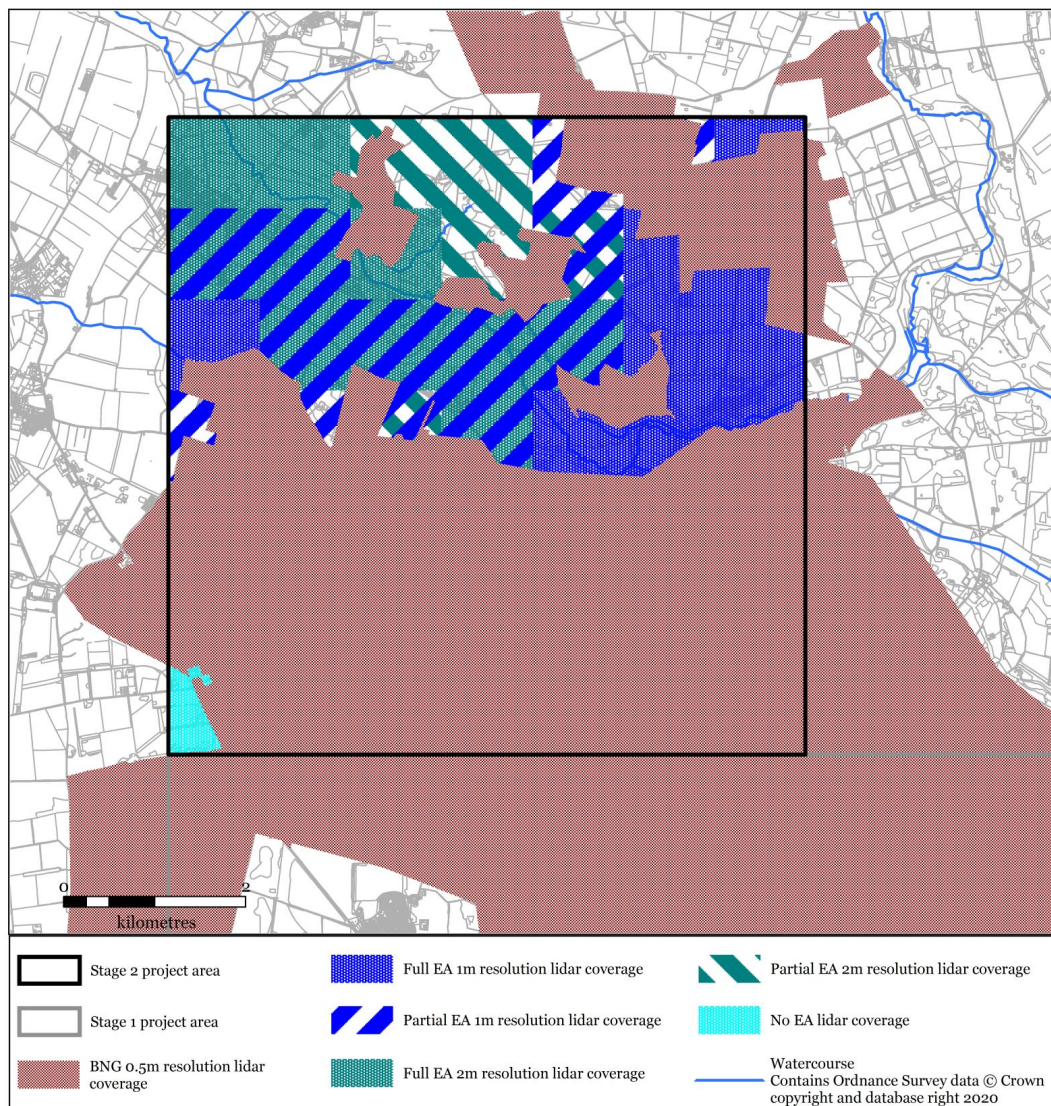 0 2
kilometres
Stage 2 project area
Stage 1 project area
BNG 0.5m resolution lidar
coverage
Full EA 1m resolution lidar coverage
Partial EA 1m resolution lidar coverage
Full EA 2m resolution lidar coverage
Partial EA 2m resolution lidar coverage
No EA lidar coverage
Watercourse
Contains Ordnance Survey data © Crown
copyright and database right 2020